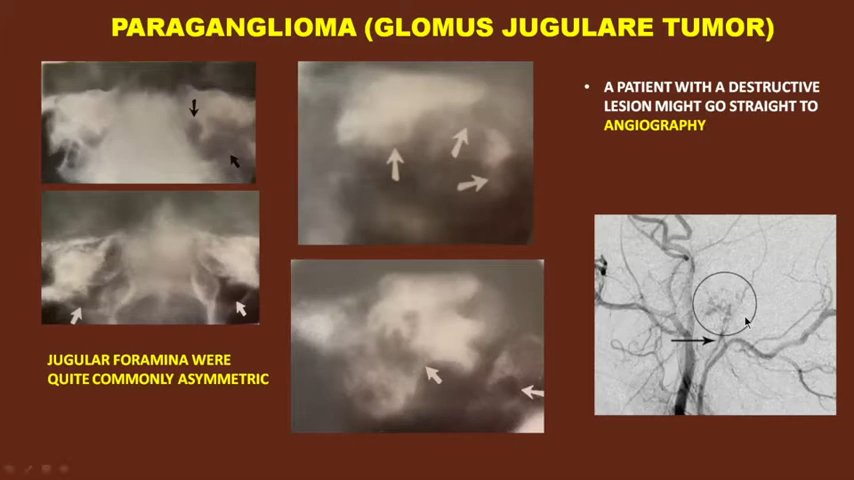 PARAGANGLIOMA (GLOMUS JUGULARE TUMOR)
• A PATIENT WITH A DESTRUCTIVE
LESION MIGHT GO STRAIGHT TO
ANGIOGRAPHY
JUGULAR FORAMINA WERE
QUITE COMMONLY ASYMMETRIC